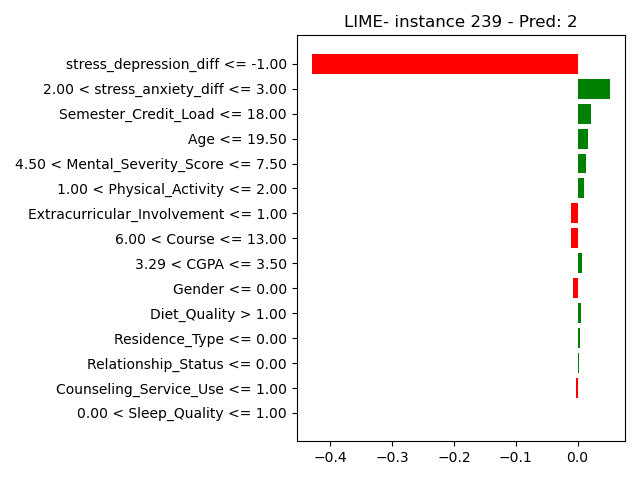 LIME- instance 239 - Pred: 2
stress_depression_diff <= -1.00
2.00 < stress_anxiety_diff <= 3.00
Semester_Credit_Load <= 18.00
Age <= 19.50
4.50 < Mental_Severity_Score <= 7.50
1.00 < Physical_Activity <= 2.00
Extracurricular_Involvement <= 1.00
6.00 < Course <= 13.00
3.29 < CGPA <= 3.50
Gender <= 0.00
Diet_Quality > 1.00
Residence_Type <= 0.00
Relationship_Status <= 0.00
Counseling_Service_Use <= 1.00
0.00 < Sleep_Quality <= 1.00
−0.4 −0.3 −0.2 −0.1 0.0